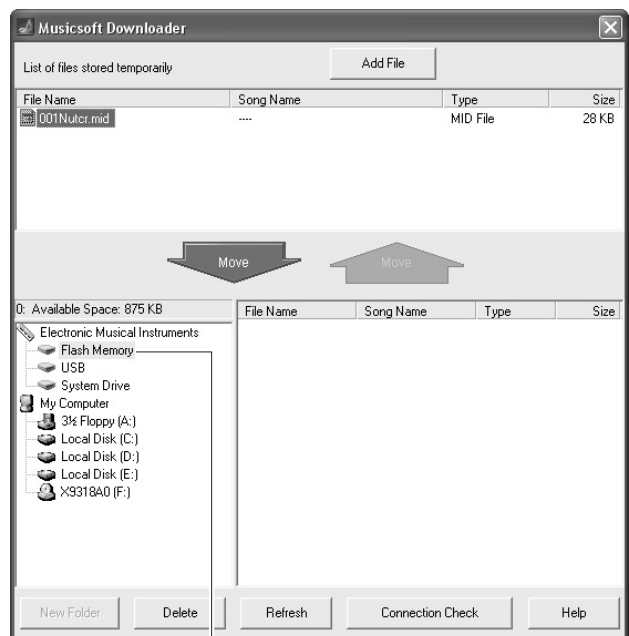 Musicsoft Downloader
List of files stored temporarily
Add File
File Name Song Name Type Size
001Nutcr.mid ---- MID File 28 KB
Move Move
0: Available Space: 875 KB
File Name Song Name Type Size
Electronic Musical Instruments
Flash Memory
USB
System Drive
My Computer
3½ Floppy (A:)
Local Disk (C:)
Local Disk (D:)
Local Disk (E:)
X9318A0 (F:)
New Folder Delete Refresh Connection Check Help